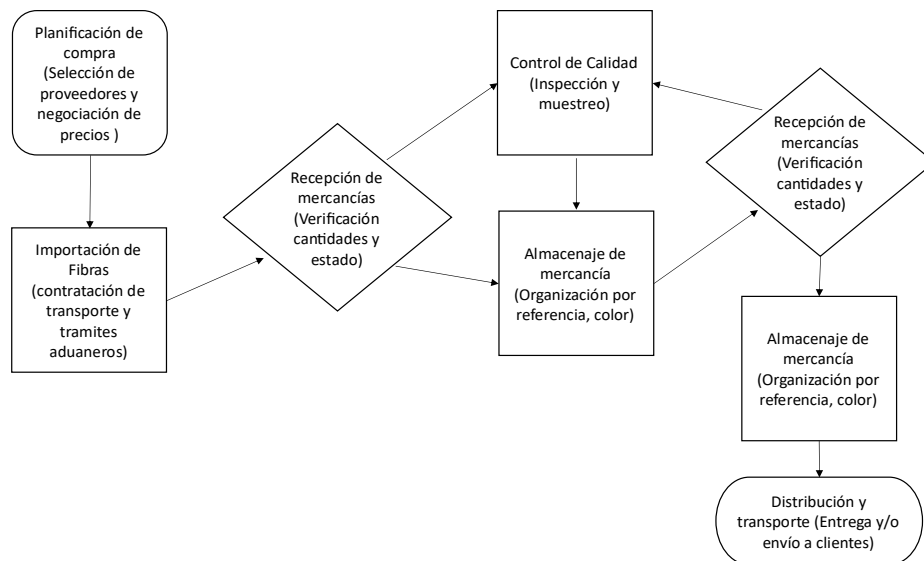 Planificación de
compra
(Selección de
proveedores y
negociación de
precios )
Importación de
Fibras
(contratación de
transporte y
tramites
aduaneros)
Recepción de
mercancías
(Verificación
cantidades y
estado)
Control de Calidad
(Inspección y
muestreo)
Almacenaje de
mercancía
(Organización por
referencia, color)
Recepción de
mercancías
(Verificación
cantidades y
estado)
Almacenaje de
mercancía
(Organización por
referencia, color)
Distribución y
transporte (Entrega y/o
envío a clientes)